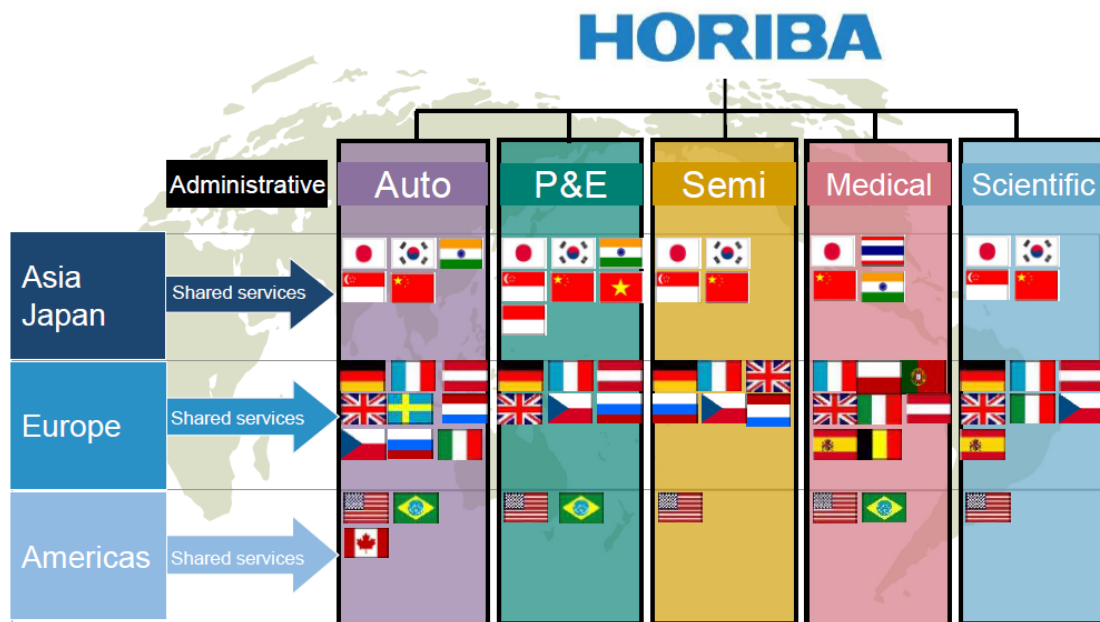 HORIBA
Administrative
Auto
P&E
Semi
Medical
Scientific
Asia
Japan
Shared services
Europe
Shared services
Americas
Shared services